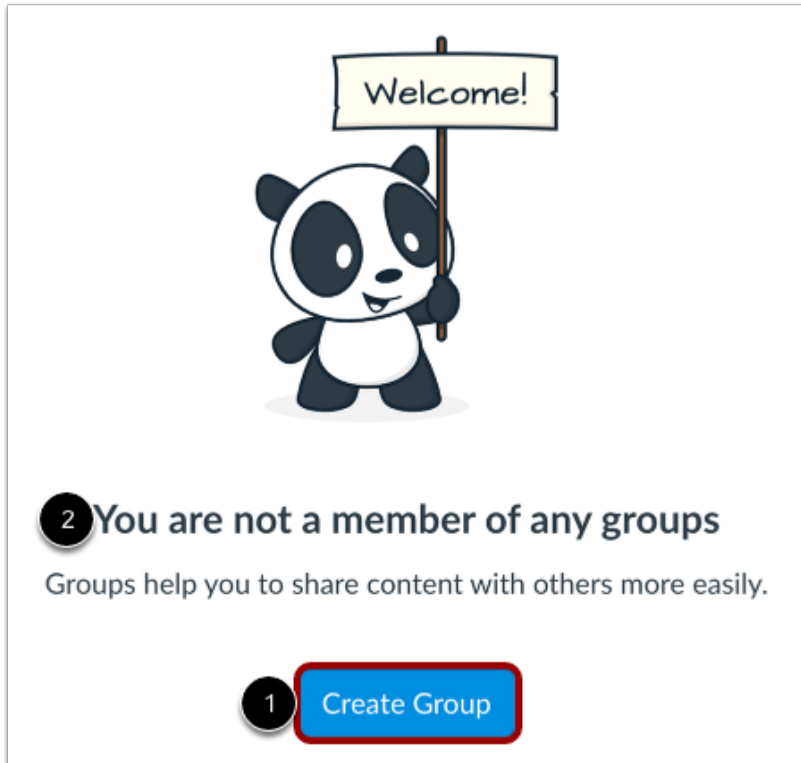 Welcome!
2 You are not a member of any groups
Groups help you to share content with others more easily.
1 Create Group